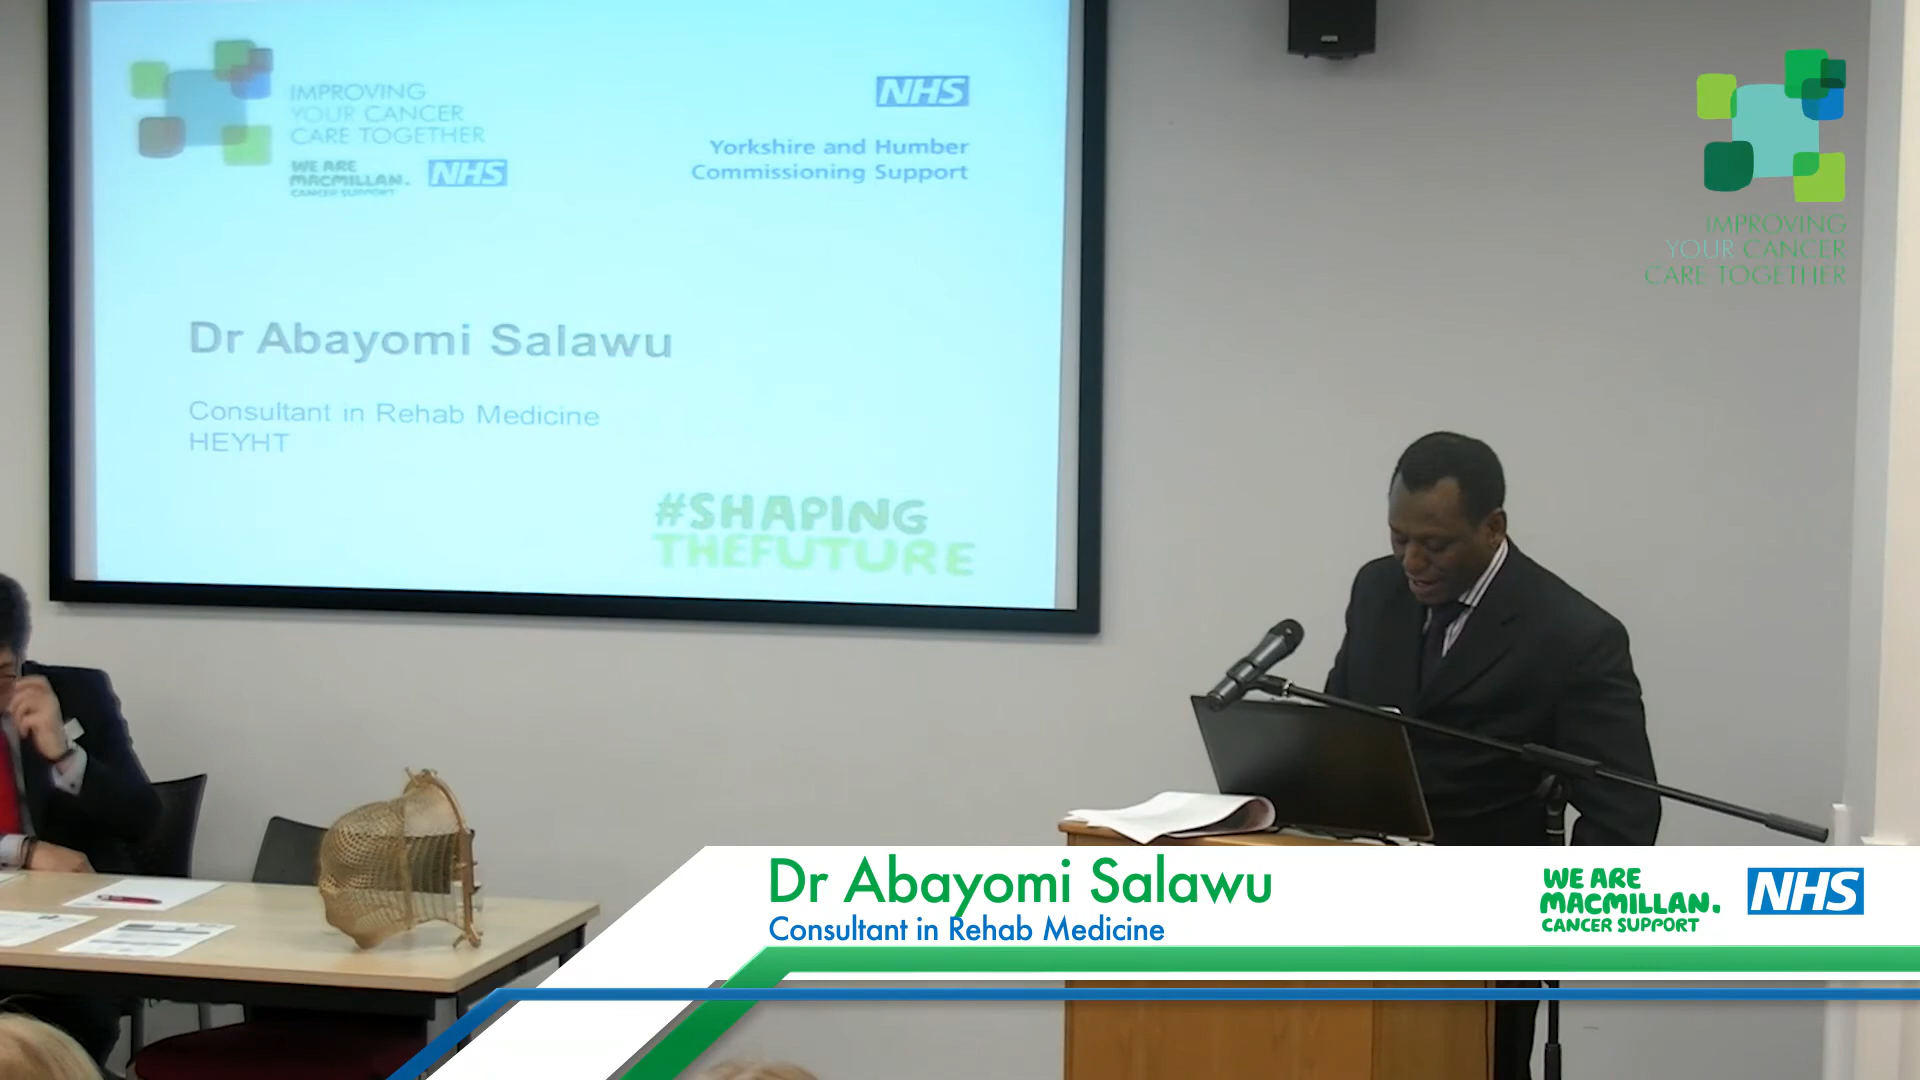 IMPROVING
YOUR CANCER
CARE TOGETHER
WE ARE
MACMILLAN.
CANCER SUPPORT
NHS
NHS
Yorkshire and Humber
Commissioning Support
Dr Abayomi Salawu
Consultant in Rehab Medicine
HEYHT
#SHAPING
THEFUTURE
IMPROVING
YOUR CANCER
CARE TOGETHER
Dr Abayomi Salawu
Consultant in Rehab Medicine
WE ARE
MACMILLAN.
CANCER SUPPORT
NHS